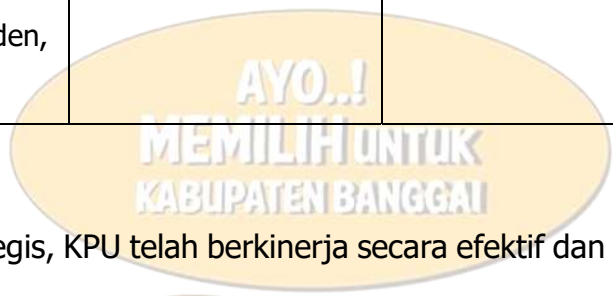 den,
AYO..!
MEMILIH UNTUK
KABUPATEN BANGGAI
egis, KPU telah berkinerja secara efektif dan